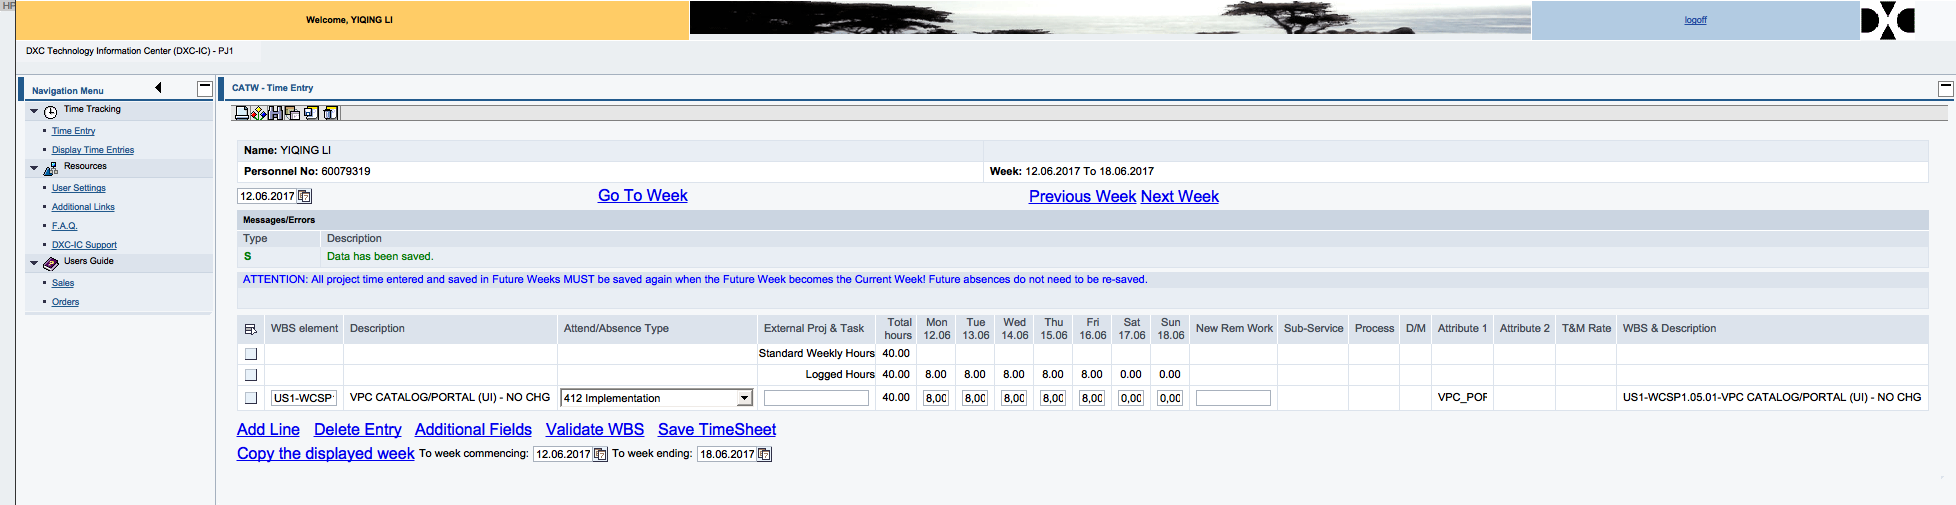 HP
Welcome, YIQING LI
logoff
DXC
DXC Technology Information Center (DXC-IC) - PJ1
Navigation Menu
Time Tracking
Time Entry
Display Time Entries
Resources
User Settings
Additional Links
F.A.Q.
DXC-IC Support
Users Guide
Sales
Orders
CATW - Time Entry
Name: YIQING LI
Personnel No: 60079319 Week: 12.06.2017 To 18.06.2017
12.06.2017 Go To Week Previous Week Next Week
Messages/Errors
Type Description
S Data has been saved.
ATTENTION: All project time entered and saved in Future Weeks MUST be saved again when the Future Week becomes the Current Week! Future absences do not need to be re-saved.
WBS element Description Attend/Absence Type External Proj & Task Total hours Mon 12.06 Tue 13.06 Wed 14.06 Thu 15.06 Fri 16.06 Sat 17.06 Sun 18.06 New Rem Work Sub-Service Process D/M Attribute 1 Attribute 2 T&M Rate WBS & Description
Standard Weekly Hours 40.00
Logged Hours 40.00 8.00 8.00 8.00 8.00 8.00 0.00 0.00
US1-WCSP VPC CATALOG/PORTAL (UI) - NO CHG 412 Implementation 40.00 8,00 8,00 8,00 8,00 8,00 0,00 0,00 VPC_POR US1-WCSP1.05.01-VPC CATALOG/PORTAL (UI) - NO CHG
Add Line Delete Entry Additional Fields Validate WBS Save TimeSheet
Copy the displayed week To week commencing: 12.06.2017 To week ending: 18.06.2017